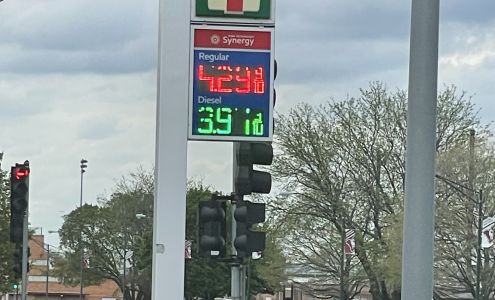 Synergy
Regular
4.29 9/10
Diesel
3.91 9/10